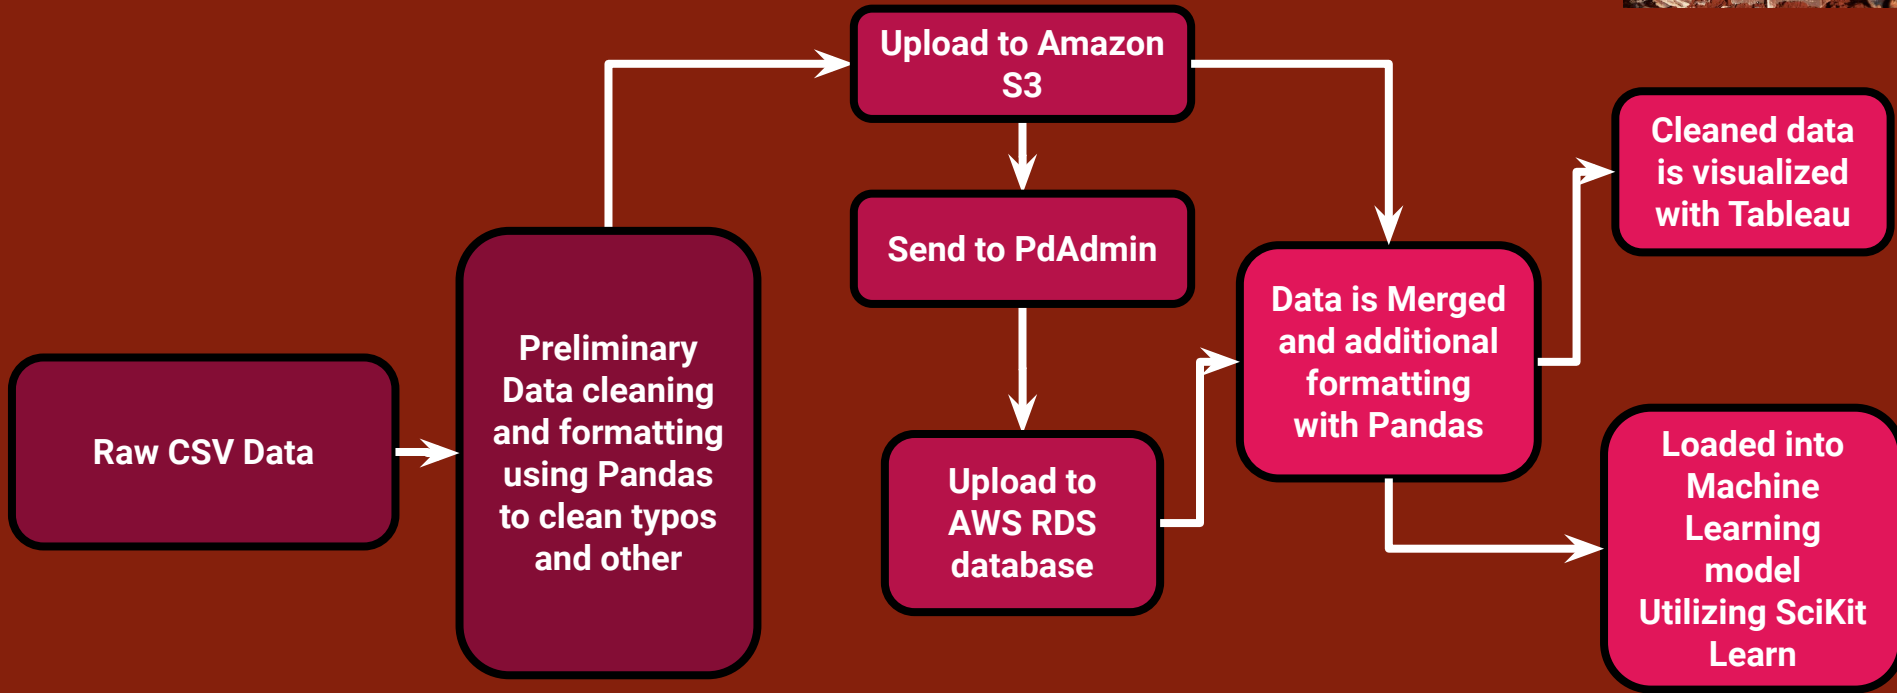 Raw CSV Data
Preliminary
Data cleaning
and formatting
using Pandas
to clean typos
and other
Upload to Amazon
S3
Send to PdAdmin
Upload to
AWS RDS
database
Data is Merged
and additional
formatting
with Pandas
Cleaned data
is visualized
with Tableau
Loaded into
Machine
Learning
model
Utilizing SciKit
Learn